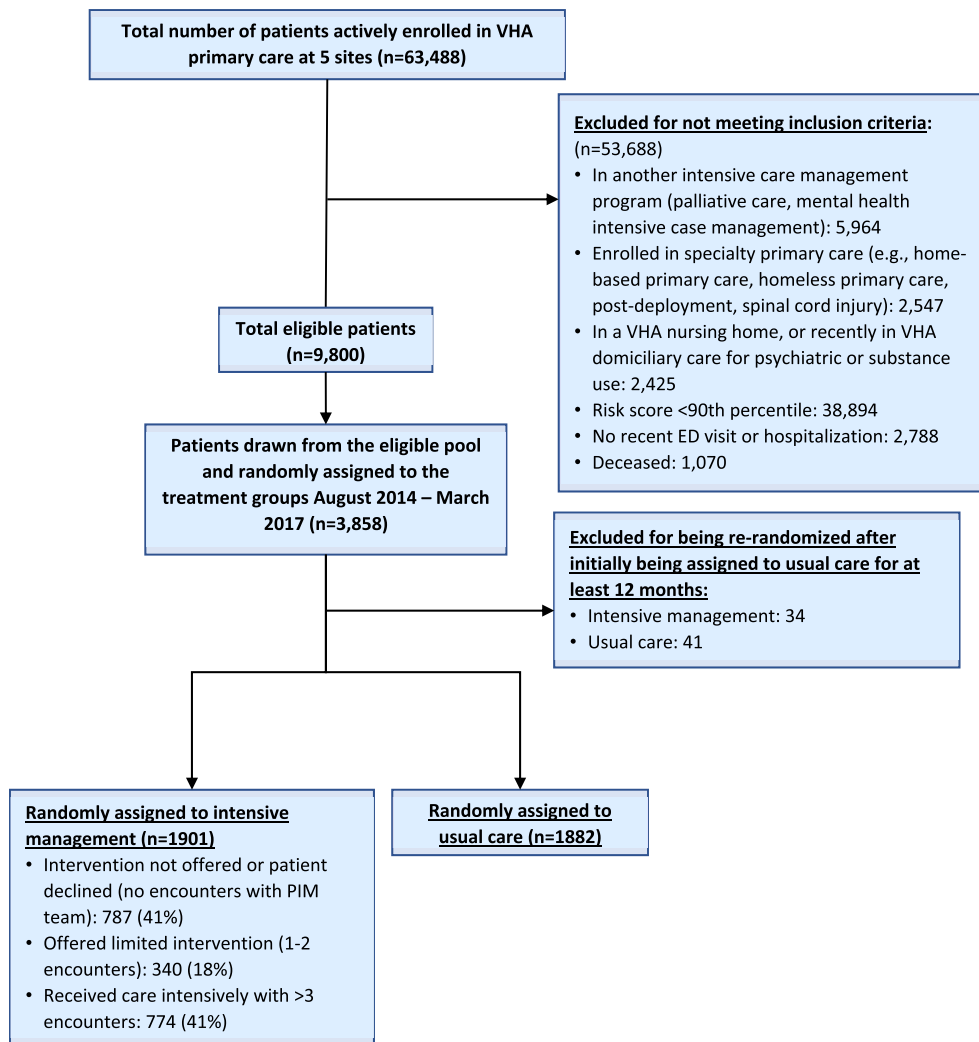 Total number of patients actively enrolled in VHA
primary care at 5 sites (n=63,488)
Excluded for not meeting inclusion criteria:
(n=53,688)
• In another intensive care management
program (palliative care, mental health
intensive case management): 5,964
• Enrolled in specialty primary care (e.g., home-
based primary care, homeless primary care,
post-deployment, spinal cord injury): 2,547
• In a VHA nursing home, or recently in VHA
domiciliary care for psychiatric or substance
use: 2,425
• Risk score <90th percentile: 38,894
• No recent ED visit or hospitalization: 2,788
• Deceased: 1,070
Total eligible patients
(n=9,800)
Patients drawn from the eligible pool
and randomly assigned to the
treatment groups August 2014 – March
2017 (n=3,858)
Excluded for being re-randomized after
initially being assigned to usual care for at
least 12 months:
• Intensive management: 34
• Usual care: 41
Randomly assigned to intensive
management (n=1901)
• Intervention not offered or patient
declined (no encounters with PIM
team): 787 (41%)
• Offered limited intervention (1-2
encounters): 340 (18%)
• Received care intensively with >3
encounters: 774 (41%)
Randomly assigned to
usual care (n=1882)